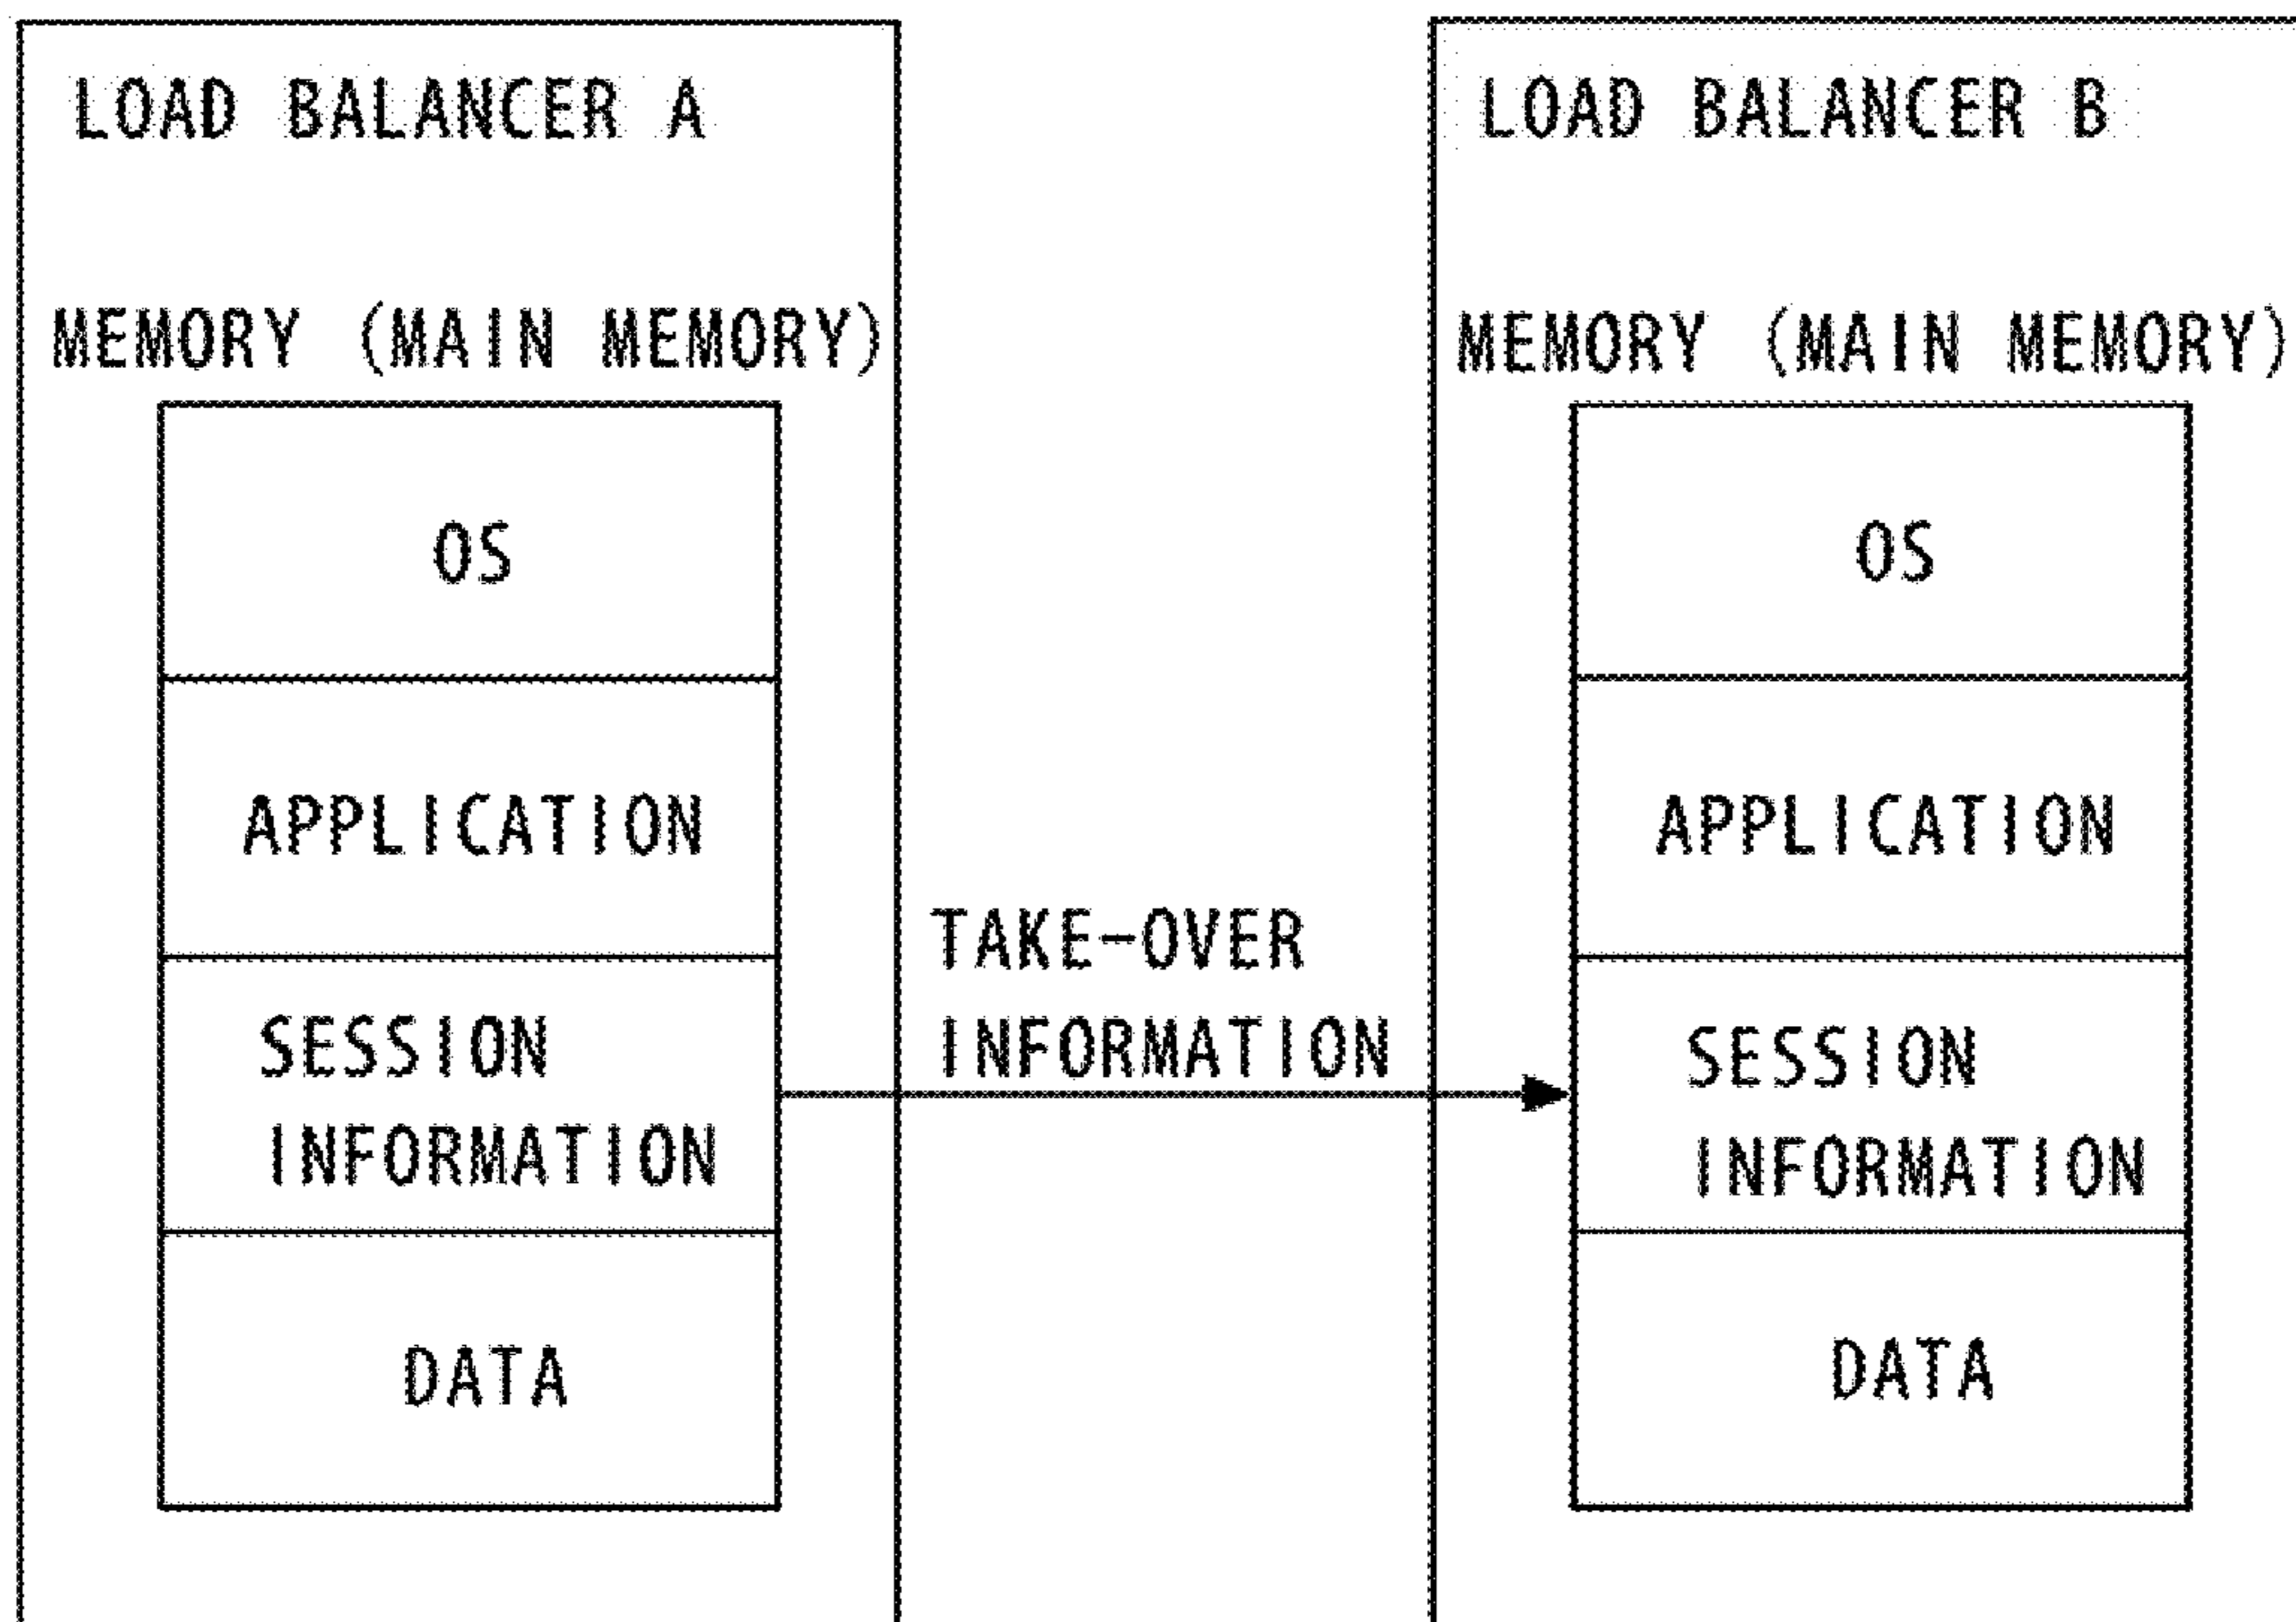 LOAD BALANCER A
MEMORY (MAIN MEMORY)
OS
APPLICATION
SESSION
INFORMATION
DATA
TAKE-OVER
INFORMATION
LOAD BALANCER B
MEMORY (MAIN MEMORY)
OS
APPLICATION
SESSION
INFORMATION
DATA